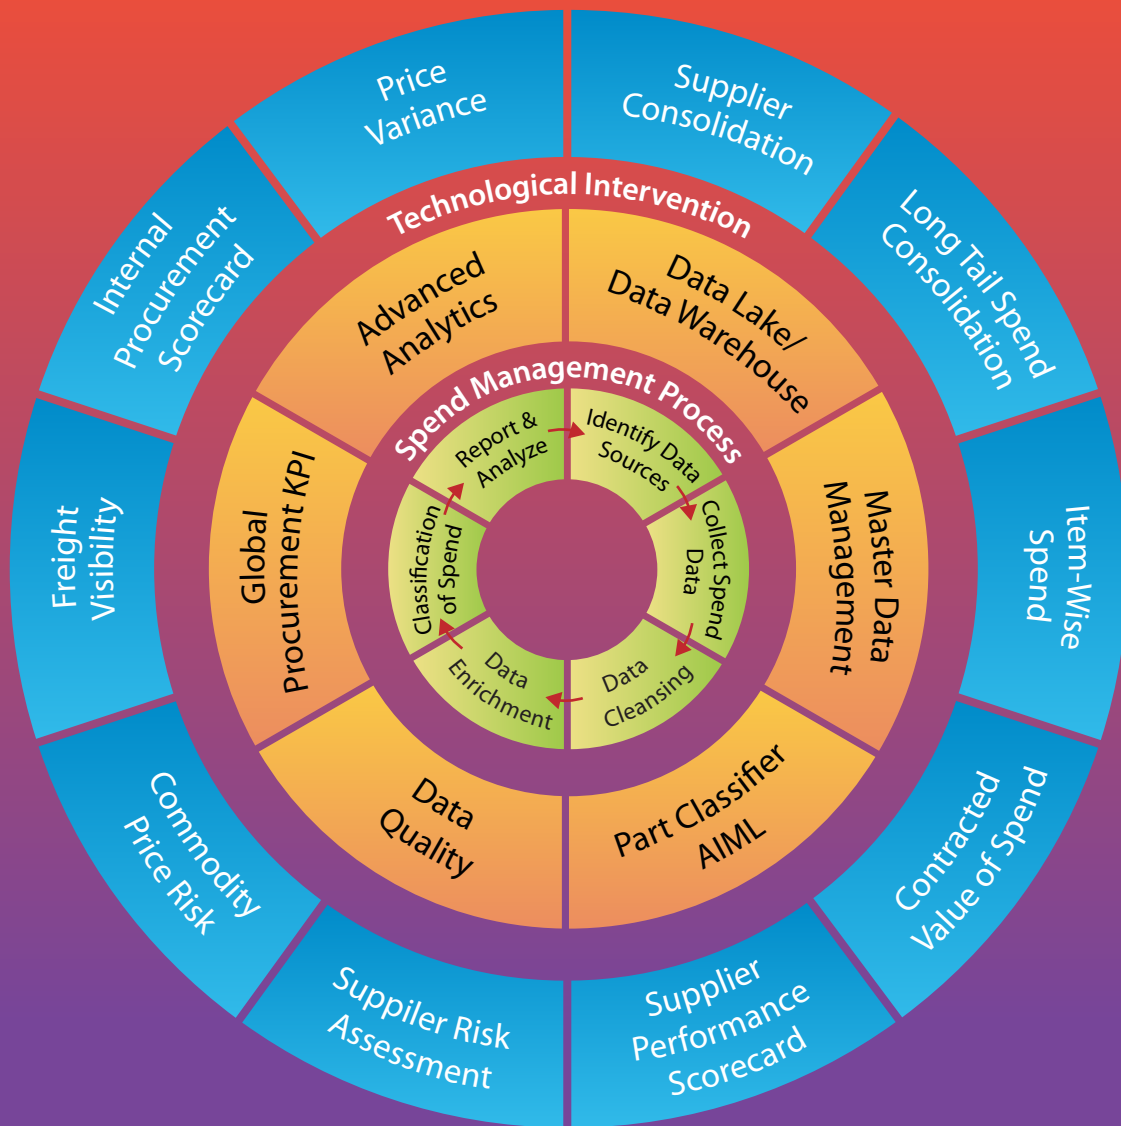 Price
Variance
Supplier
Consolidation
Long Tail Spend
Consolidation
Item-Wise
Spend
Contracted
Value of Spend
Supplier
Performance
Scorecard
Suppiler Risk
Assessment
Commodity
Price Risk
Freight
Visibility
Internal
Procurement
Scorecard
Technological Intervention
Advanced
Analytics
Data Lake/
Data Warehouse
Master Data
Management
Part Classifier
AIML
Data
Quality
Global
Procurement KPI
Spend Management Process
Report &
Analyze
Identify Data
Sources
Collect Spend
Data
Data
Cleansing
Data
Enrichment
Classification
of Spend